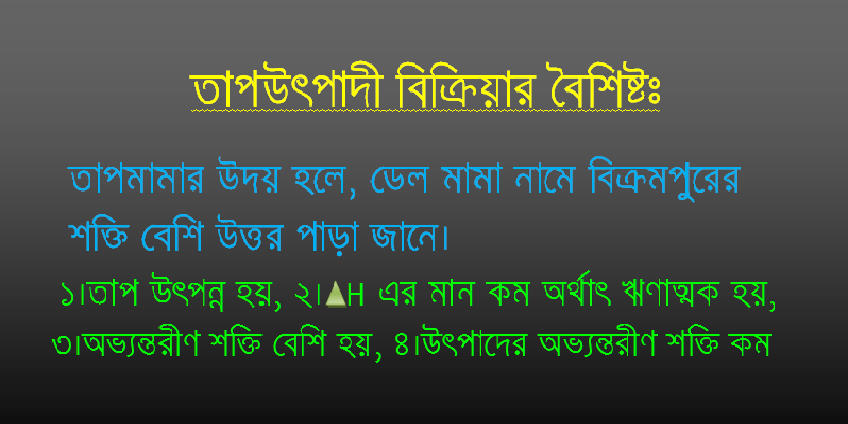 তাপউৎপাদী বিক্রিয়ার বৈশিষ্টঃ
তাপমামার উদয় হলে, ডেল মামা নামে বিক্রমপুরের
শক্তি বেশি উত্তর পাড়া জানে।
১।তাপ উৎপন্ন হয়, ২।▲H এর মান কম অর্থাৎ ঋণাত্মক হয়,
৩।অভ্যন্তরীণ শক্তি বেশি হয়, ৪।উৎপাদের অভ্যন্তরীণ শক্তি কম